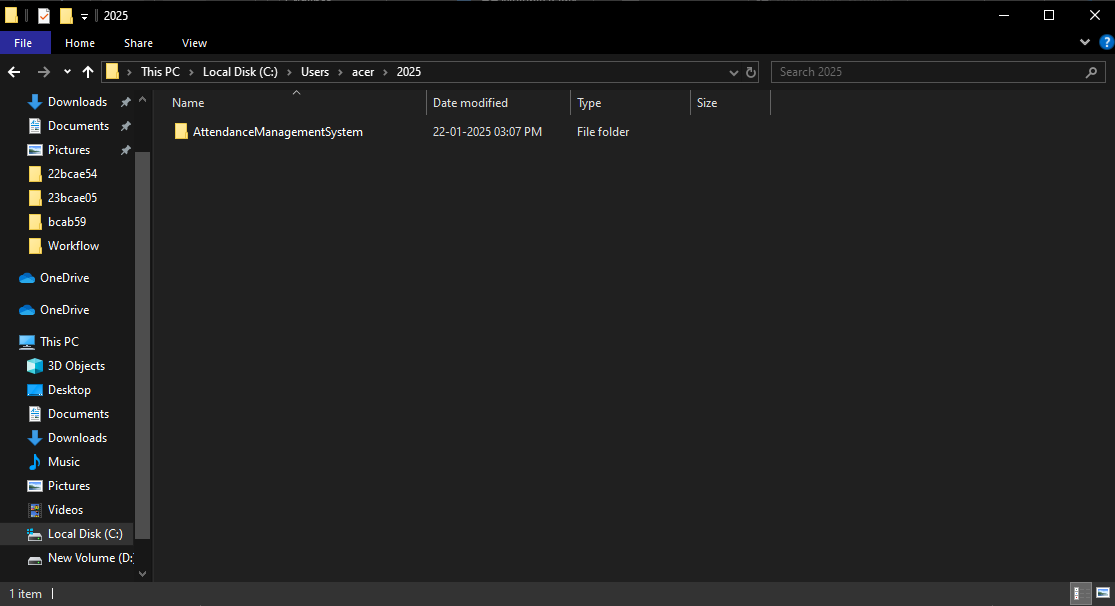 2025
File Home Share View
This PC Local Disk (C:) Users acer 2025
Search 2025
Downloads
Documents
Pictures
22bcae54
23bcae05
bcab59
Workflow
OneDrive
OneDrive
This PC
3D Objects
Desktop
Documents
Downloads
Music
Pictures
Videos
Local Disk (C:)
New Volume (D:
Name Date modified Type Size
AttendanceManagementSystem 22-01-2025 03:07 PM File folder
1 item